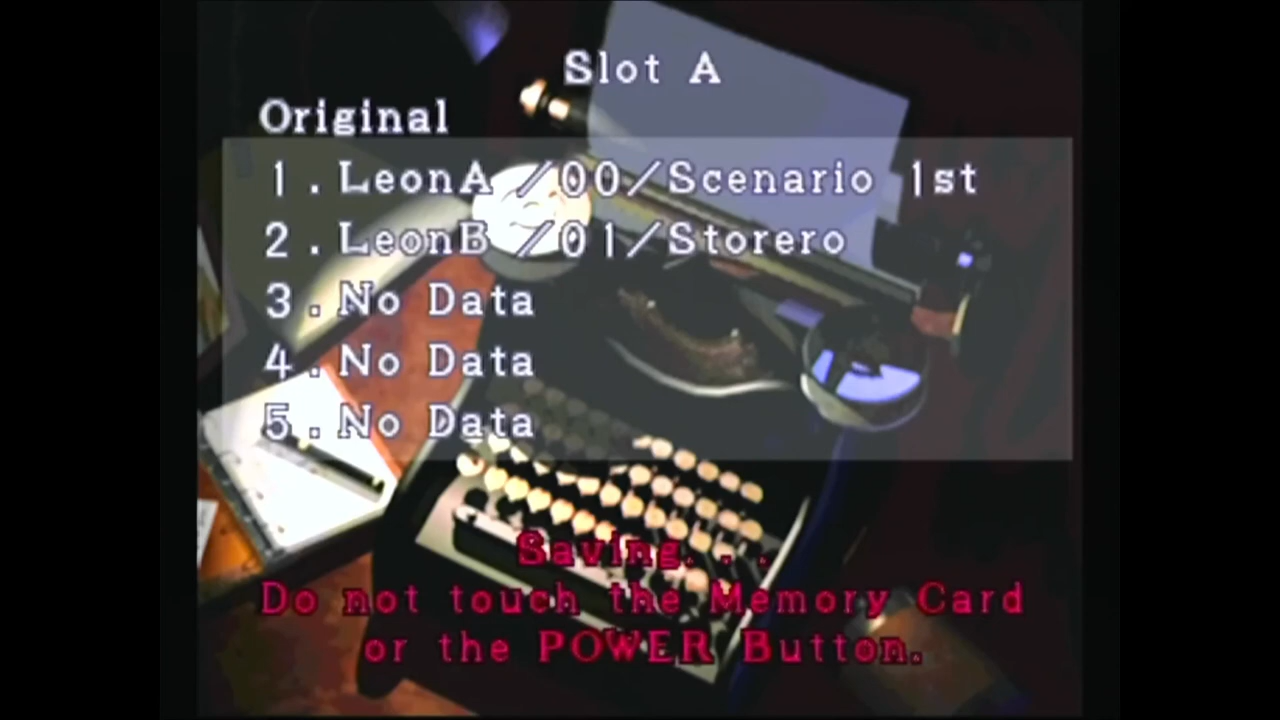 Slot A
Original
1.LeonA /00/Scenario 1st
2.LeonB /01/Storero
3.No Data
4.No Data
5.No Data
Saving...
Do not touch the Memory Card
or the POWER Button.